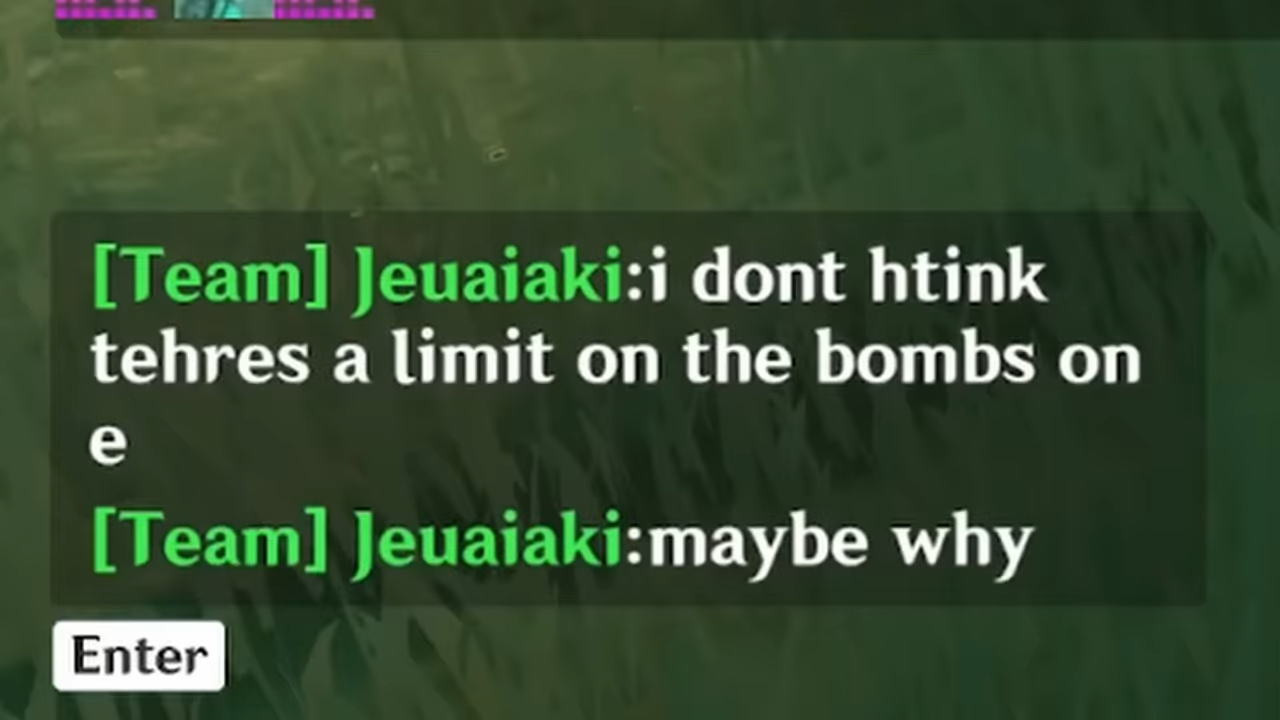 [Team] Jeuaiaki:i dont htink
tehres a limit on the bombs on
e
[Team] Jeuaiaki:maybe why
Enter